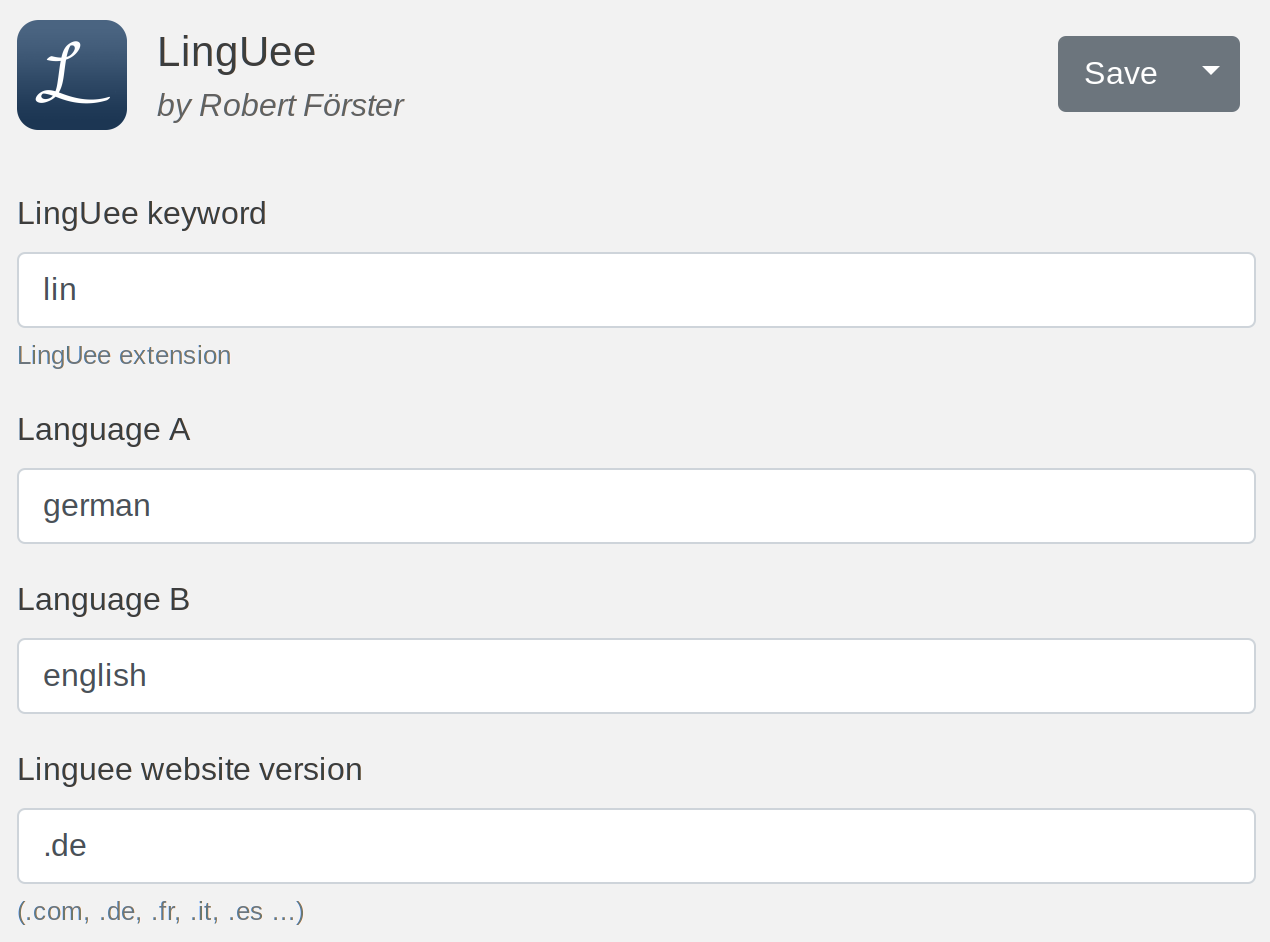 LingUee
by Robert Förster
Save
LingUee keyword
lin
LingUee extension
Language A
german
Language B
english
Linguee website version
.de
(.com, .de, .fr, .it, .es ...)